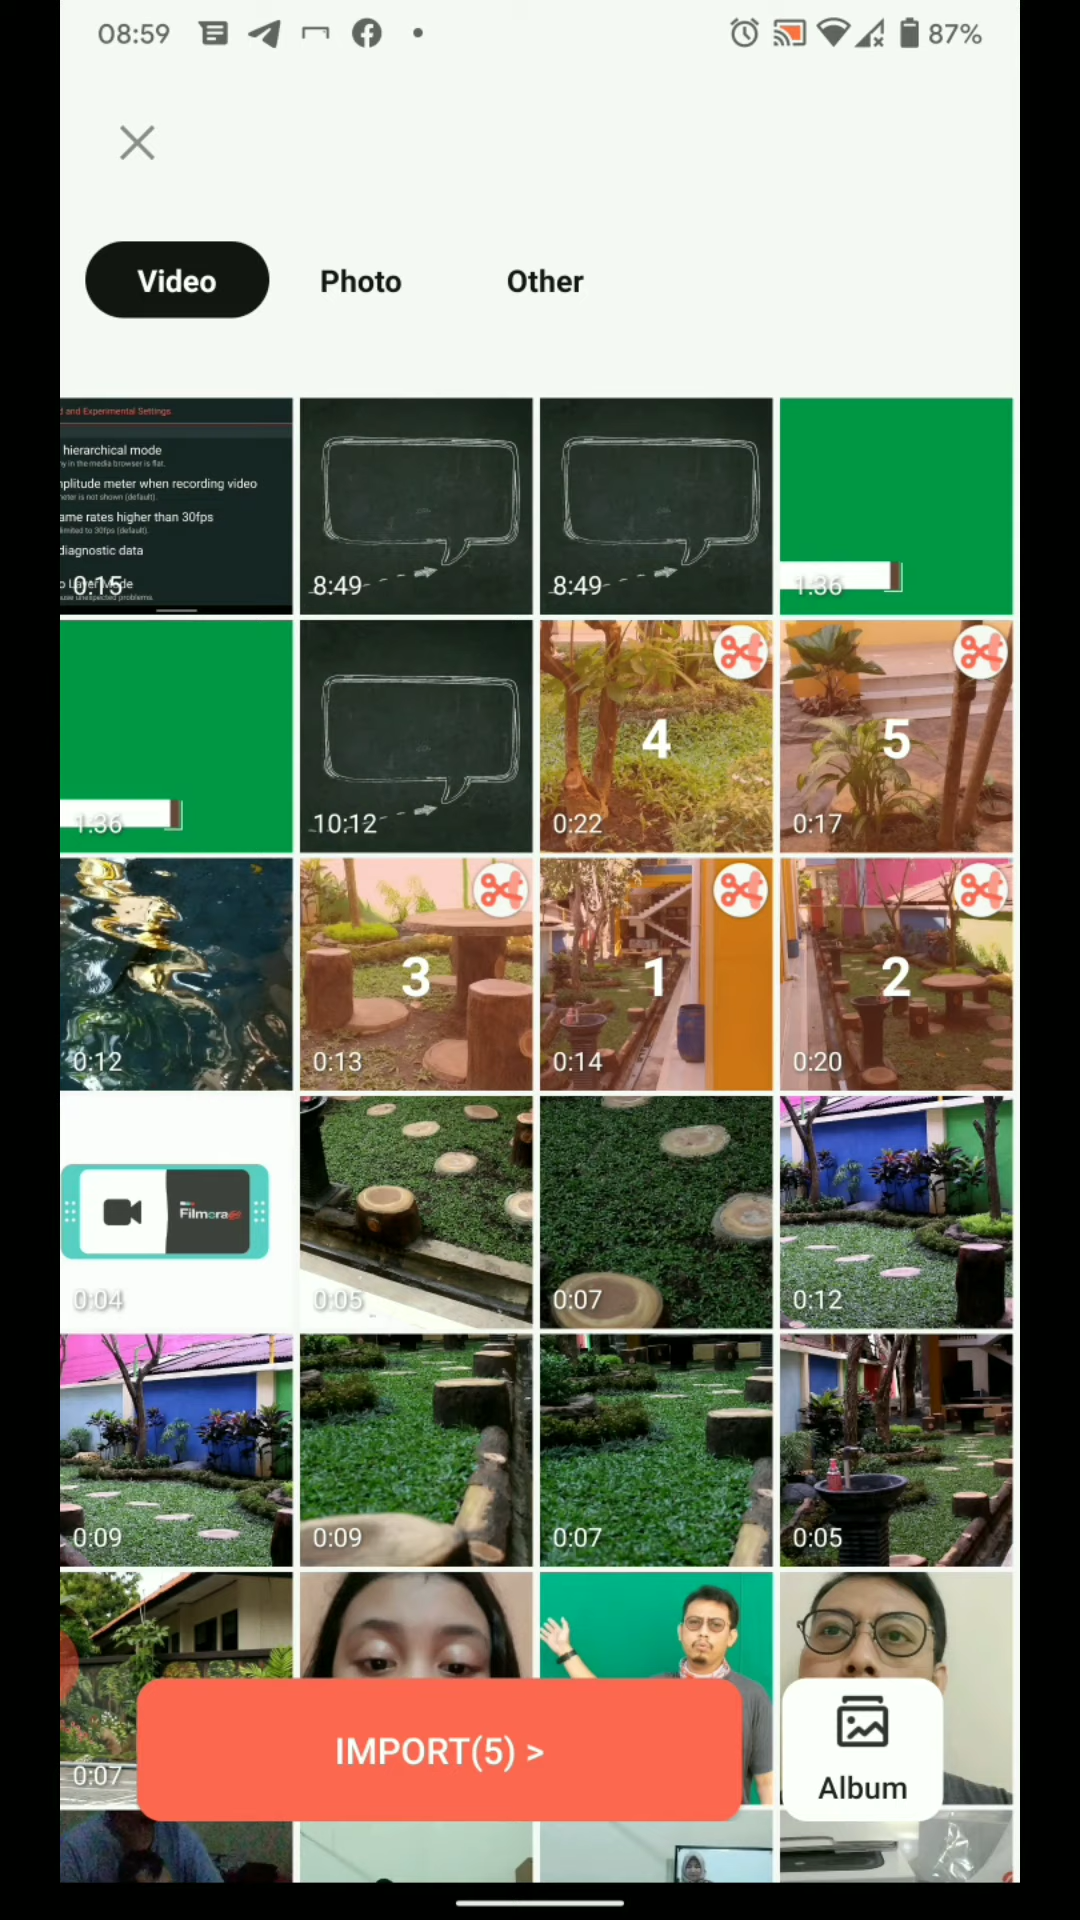 08:59
87%
Video
Photo
Other
d and Experimental Settings
hierarchical mode
y in the media browser is flat.
mplitude meter when recording video
meter is not shown (default).
ame rates higher than 30fps
limited to 30fps (default).
diagnostic data
o Layer Mode
use unexpected problems.
0:15
8:49
8:49
1:36
1:36
10:12
4
0:22
5
0:17
0:12
3
0:13
1
0:14
2
0:20
Filmora
0:04
0:05
0:07
0:12
0:09
0:09
0:07
0:05
0:07
IMPORT(5) >
Album